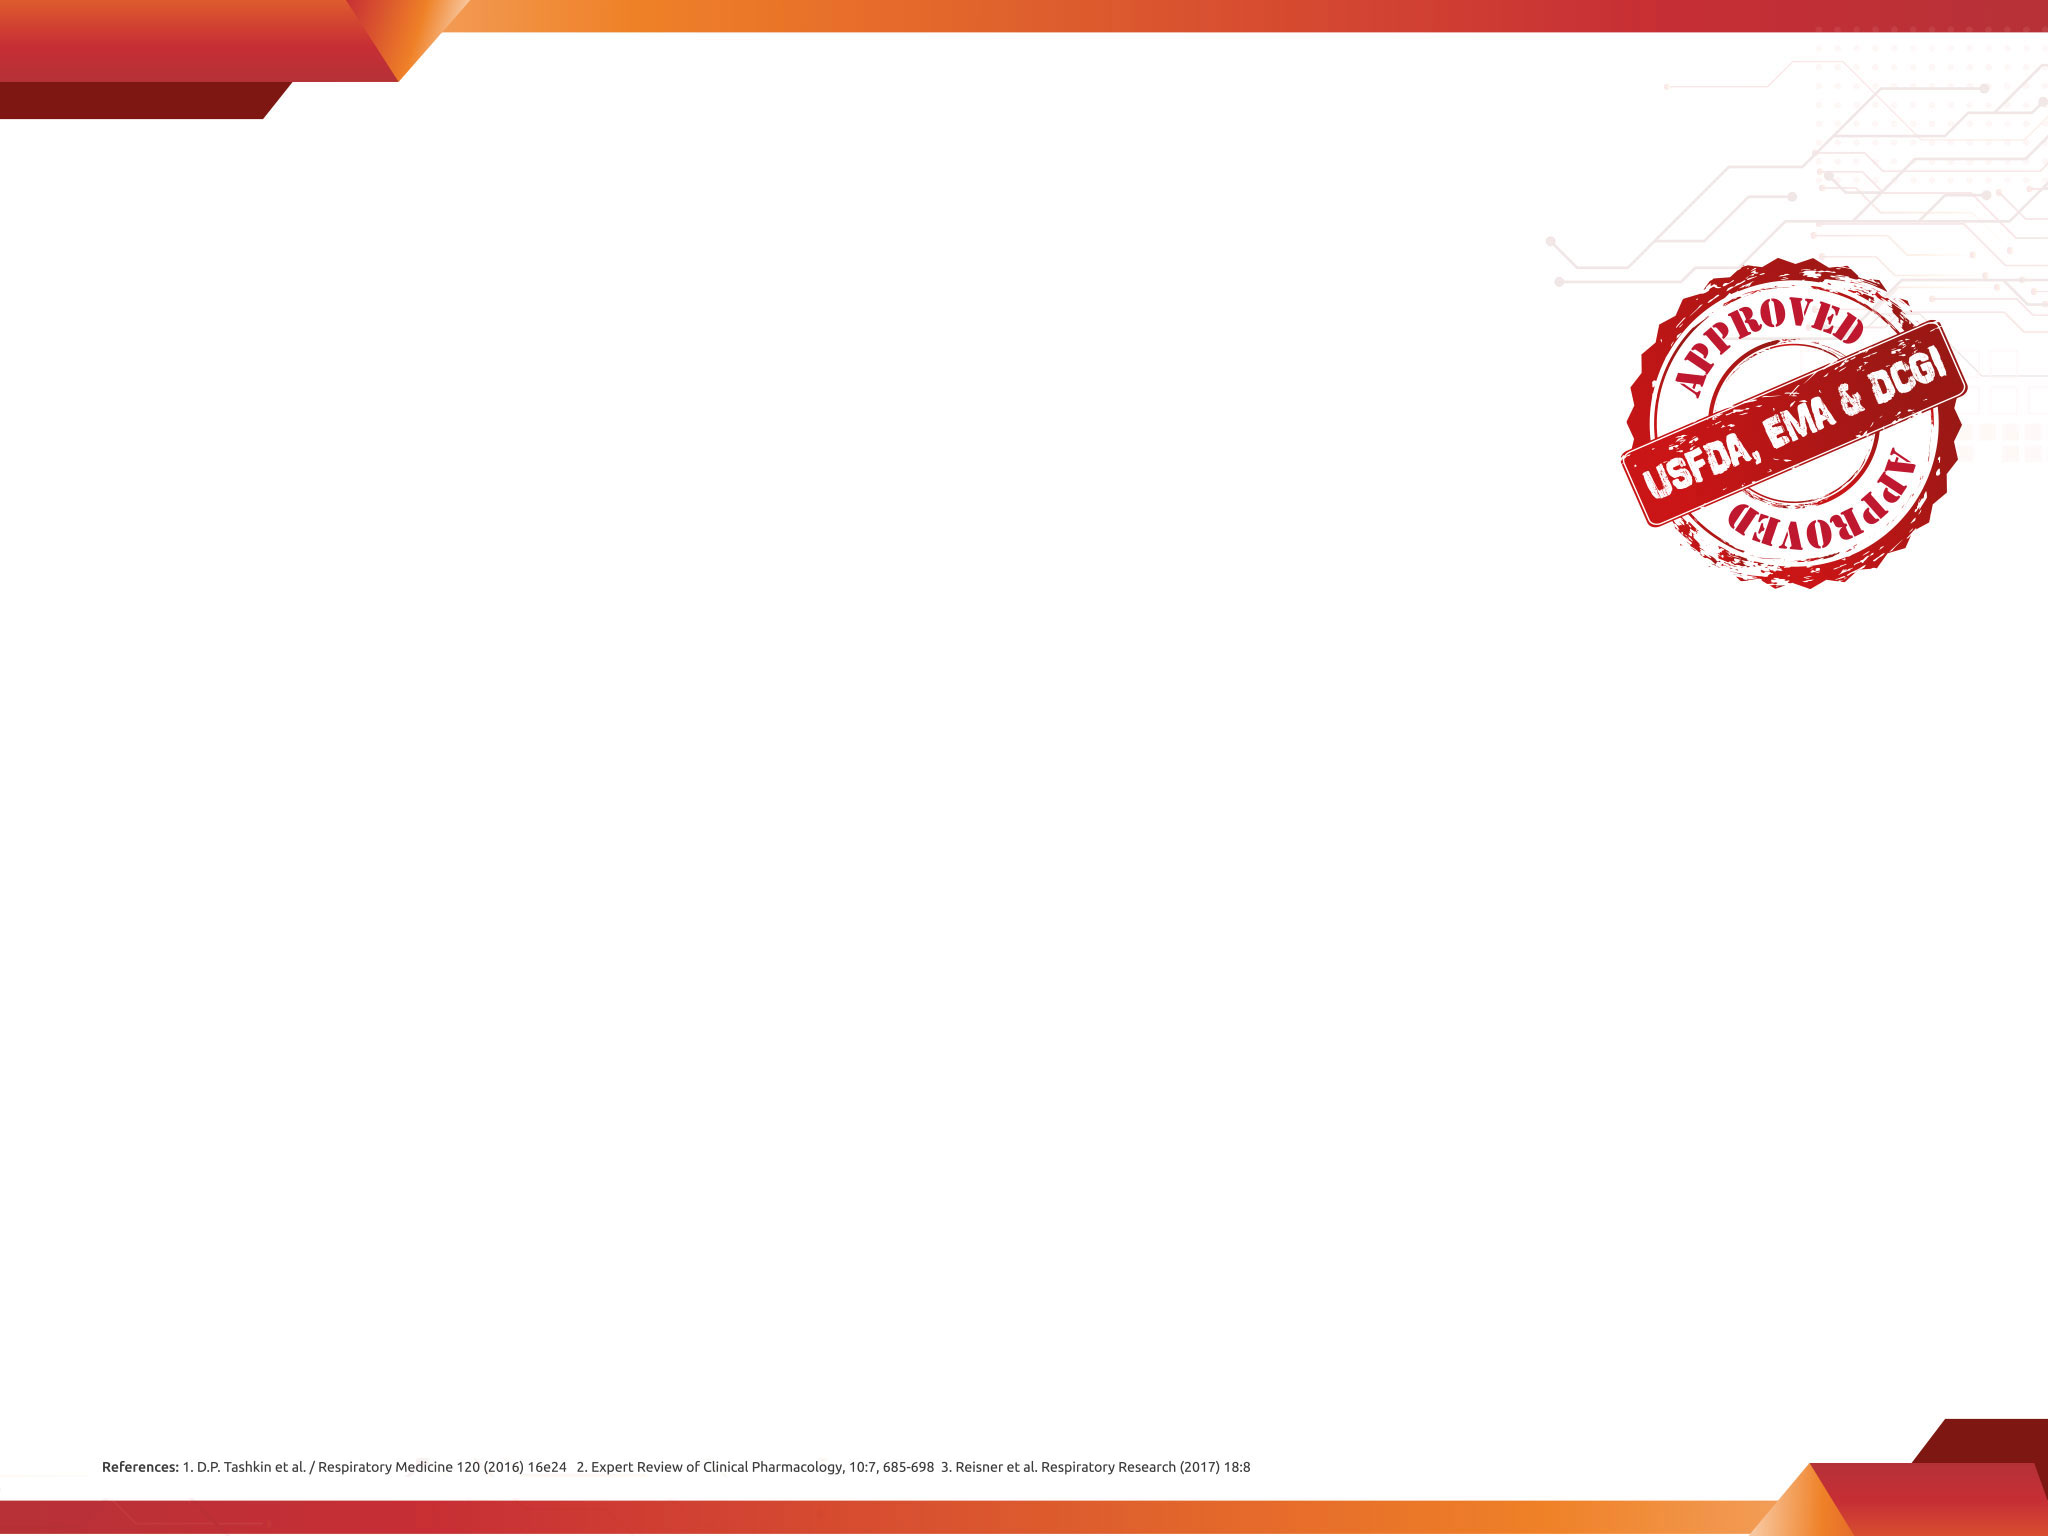 APPROVED
USFDA, EMA & DCGI
APPROVED
References: 1. D.P. Tashkin et al. / Respiratory Medicine 120 (2016) 16e24 2. Expert Review of Clinical Pharmacology, 10:7, 685-698 3. Reisner et al. Respiratory Research (2017) 18:8